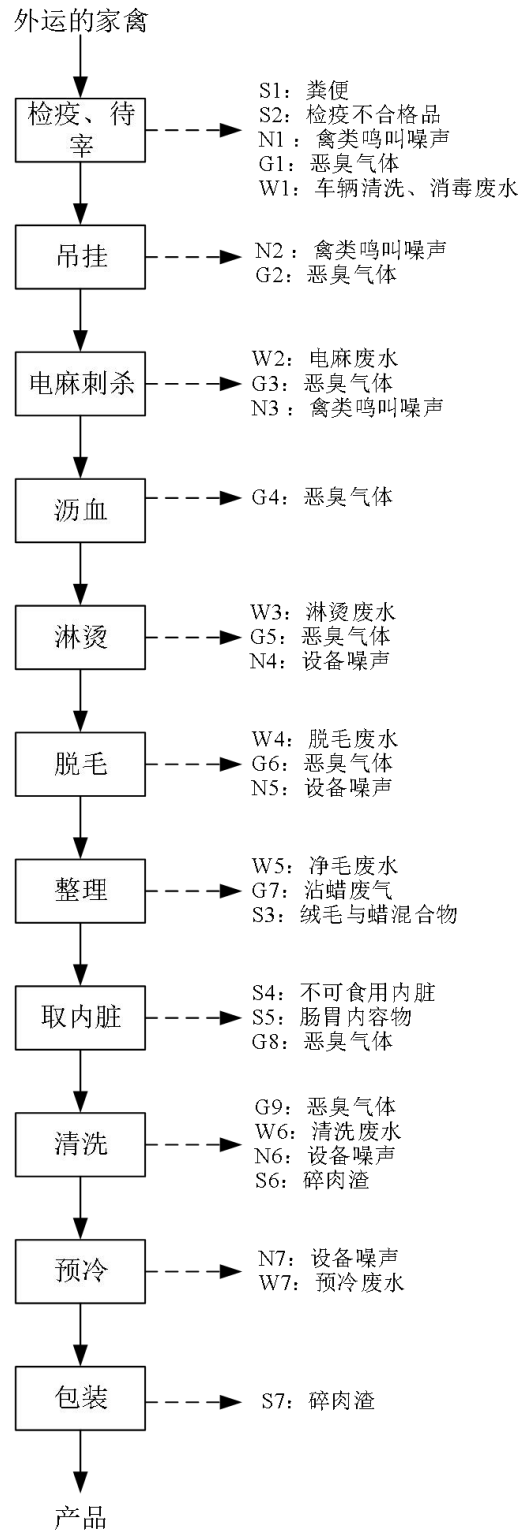 外运的家禽
检疫、待
宰
S1：粪便
S2：检疫不合格品
N1：禽类鸣叫噪声
G1：恶臭气体
W1：车辆清洗、消毒废水
吊挂
N2：禽类鸣叫噪声
G2：恶臭气体
电麻刺杀
W2：电麻废水
G3：恶臭气体
N3：禽类鸣叫噪声
沥血
G4：恶臭气体
淋烫
W3：淋烫废水
G5：恶臭气体
N4：设备噪声
脱毛
W4：脱毛废水
G6：恶臭气体
N5：设备噪声
整理
W5：净毛废水
G7：沾蜡废气
S3：绒毛与蜡混合物
取内脏
S4：不可食用内脏
S5：肠胃内容物
G8：恶臭气体
清洗
G9：恶臭气体
W6：清洗废水
N6：设备噪声
S6：碎肉渣
预冷
N7：设备噪声
W7：预冷废水
包装
S7：碎肉渣
产品